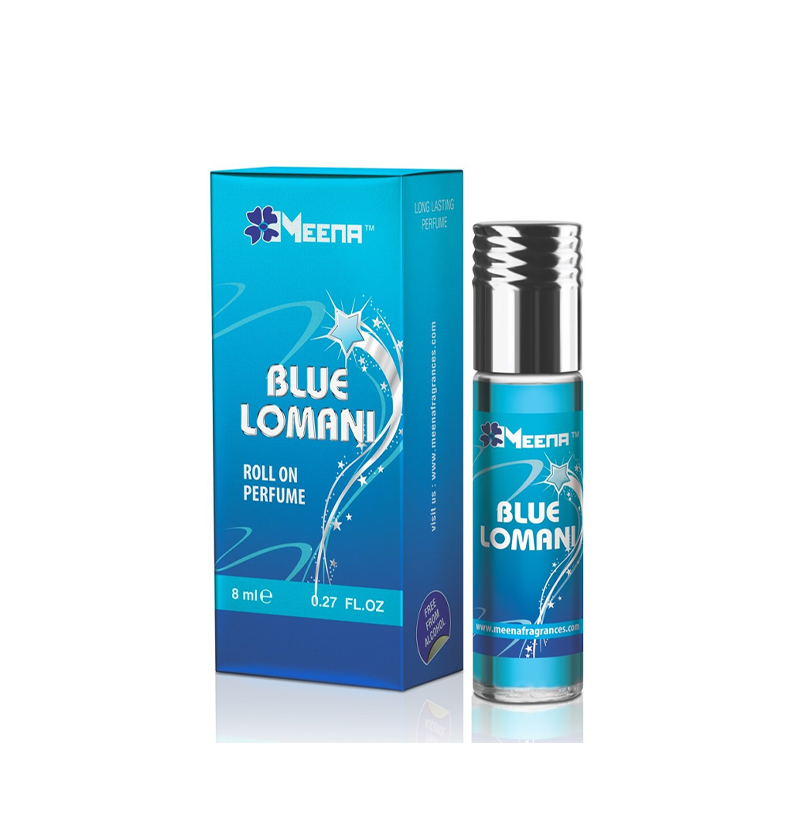 MEENA™
BLUE
LOMANI
ROLL ON
PERFUME
8 ml ℮ 0.27 FL.OZ
LONG LASTING
PERFUME
visit us : www.meenafragrances.com
FREE
FROM
ALCOHOL
MEENA™
BLUE
LOMANI
www.meenafragrances.com